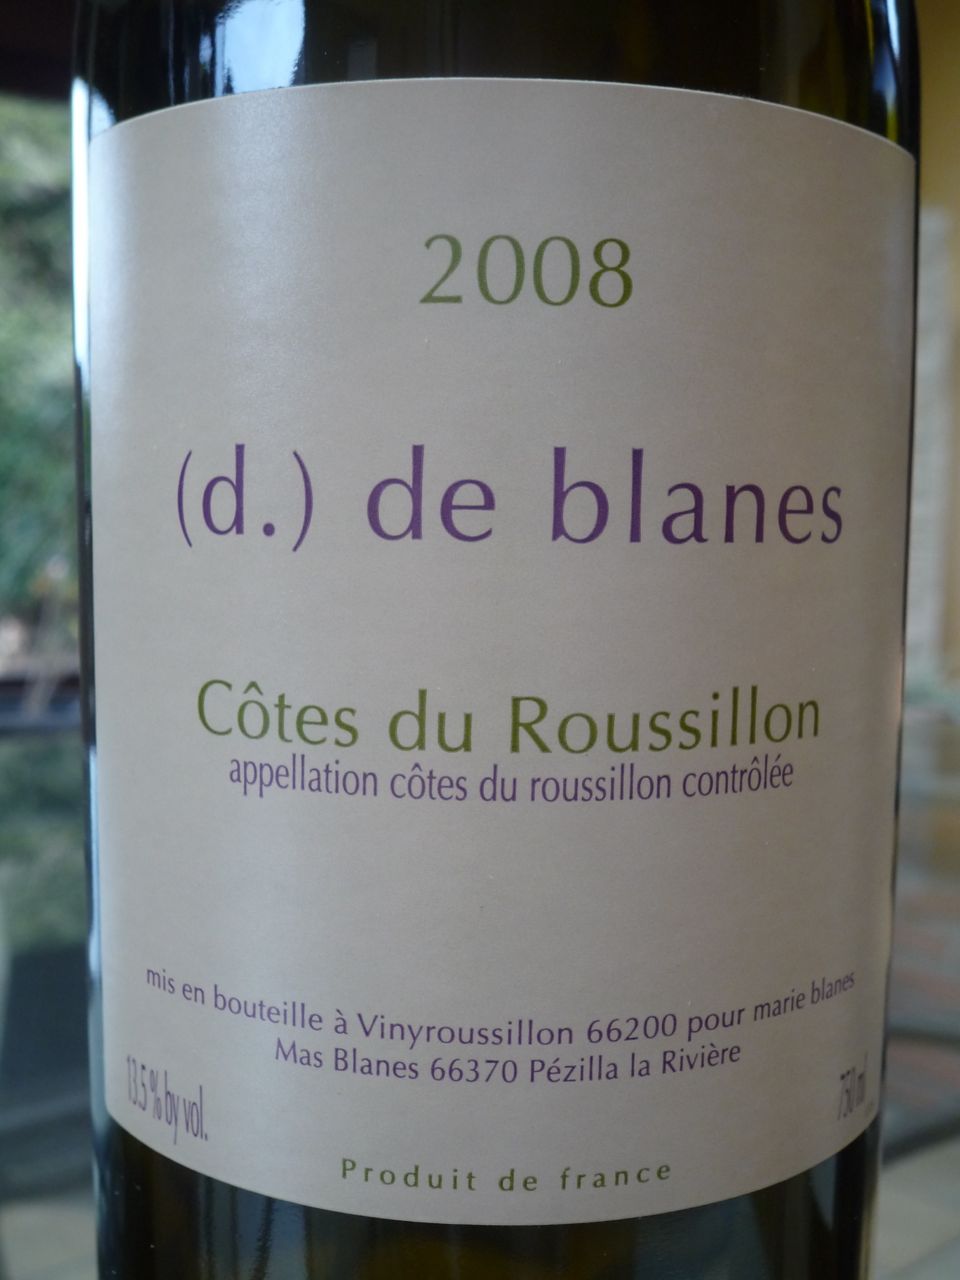 2008
(d.) de blanes
Côtes du Roussillon
appellation côtes du roussillon contrôlée
mis en bouteille à Vinyroussillon 66200 pour marie blanes
Mas Blanes 66370 Pézilla la Rivière
13.5 % by vol.
750 ml
Produit de france